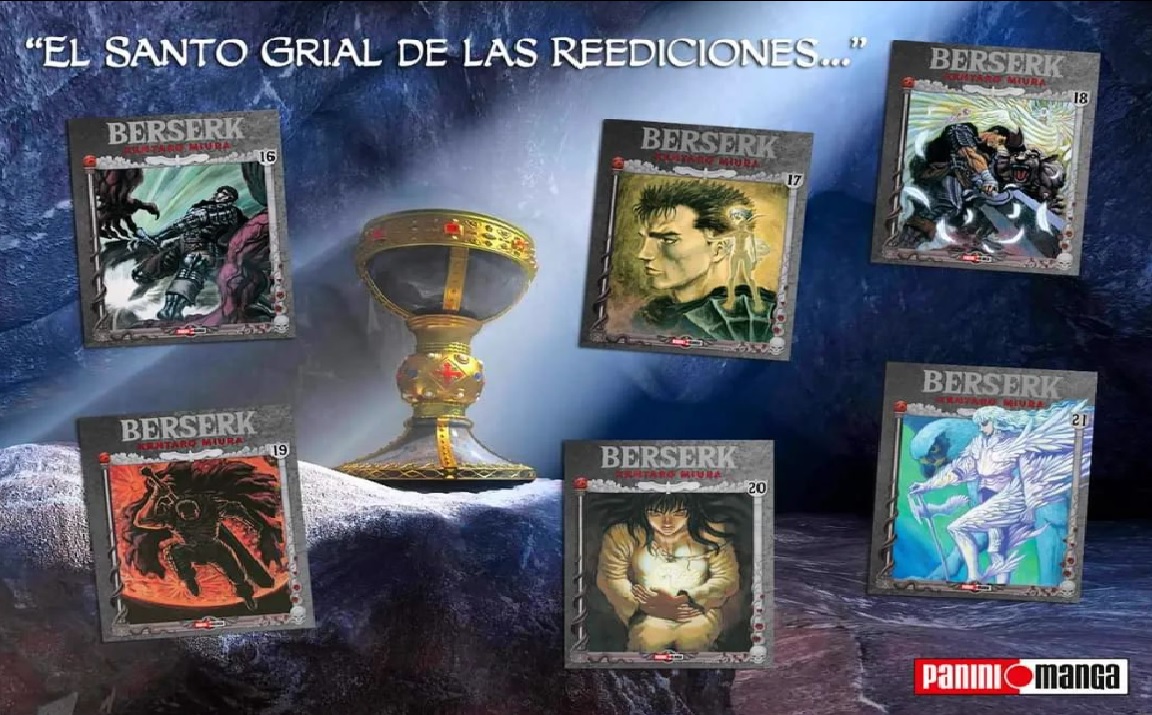 “EL SANTO GRIAL DE LAS REEDICIONES...”
BERSERK
KENTARO MIURA
16
BERSERK
KENTARO MIURA
17
BERSERK
KENTARO MIURA
18
BERSERK
KENTARO MIURA
19
BERSERK
KENTARO MIURA
20
BERSERK
KENTARO MIURA
21
PANINI MANGA